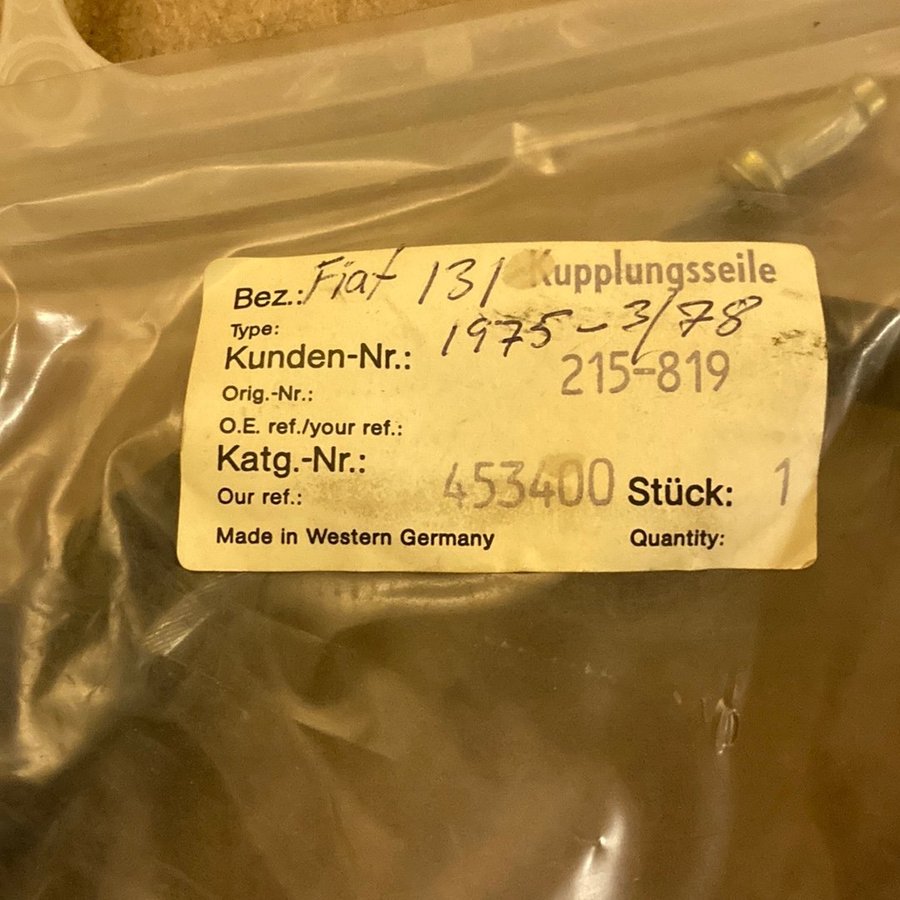 Bez.: Fiat 131 Kupplungsseile
Type: 1975-3/78
Kunden-Nr.: 215-819
Orig.-Nr.:
O.E. ref./your ref.:
Katg.-Nr.: 453400 Stück: 1
Our ref.:
Made in Western Germany Quantity: